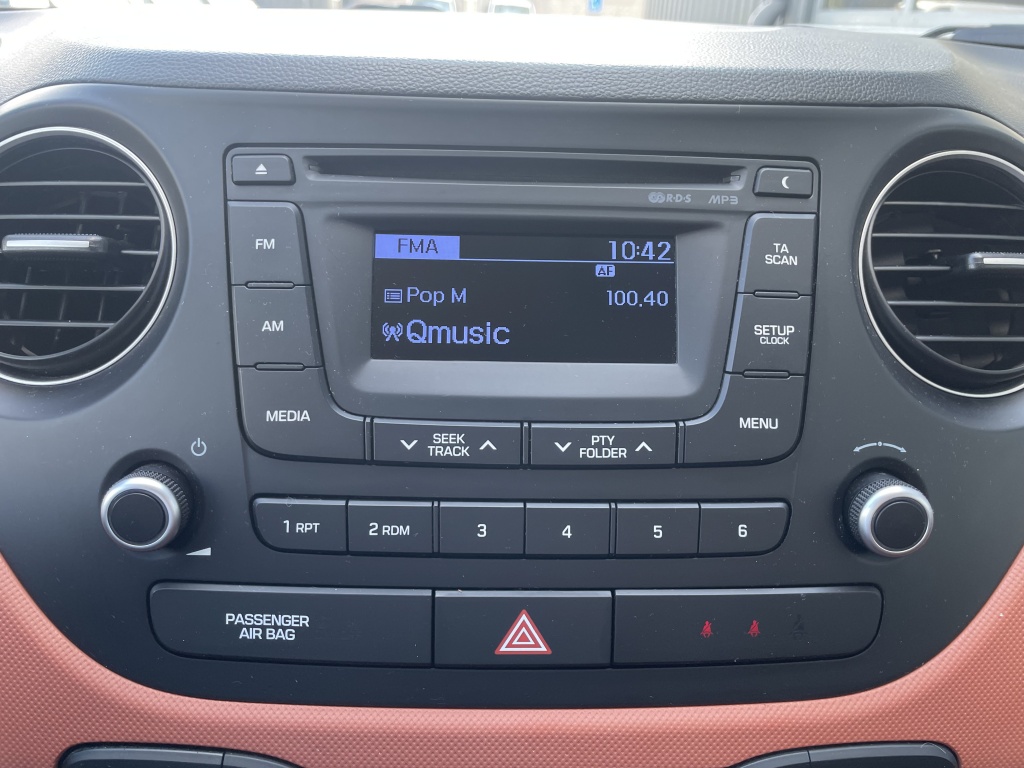 RDS MP3
FM
FMA 10:42
AF
TA
SCAN
Pop M 100.40
AM
Qmusic
SETUP
CLOCK
MEDIA
SEEK
TRACK
PTY
FOLDER
MENU
1 RPT 2 RDM 3 4 5 6
PASSENGER
AIR BAG